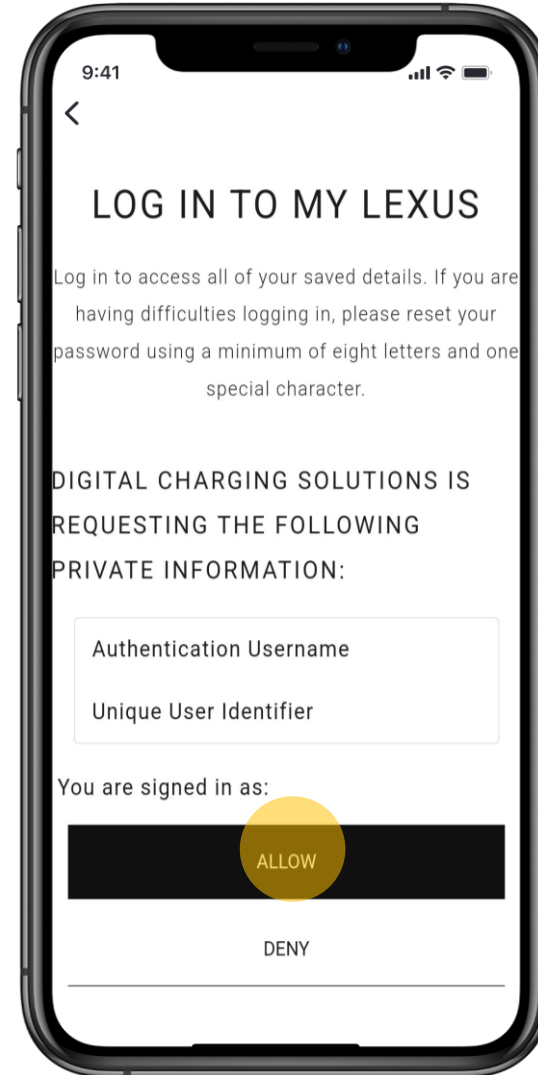 9:41
LOG IN TO MY LEXUS
Log in to access all of your saved details. If you are
having difficulties logging in, please reset your
password using a minimum of eight letters and one
special character.
DIGITAL CHARGING SOLUTIONS IS
REQUESTING THE FOLLOWING
PRIVATE INFORMATION:
Authentication Username
Unique User Identifier
You are signed in as:
ALLOW
DENY